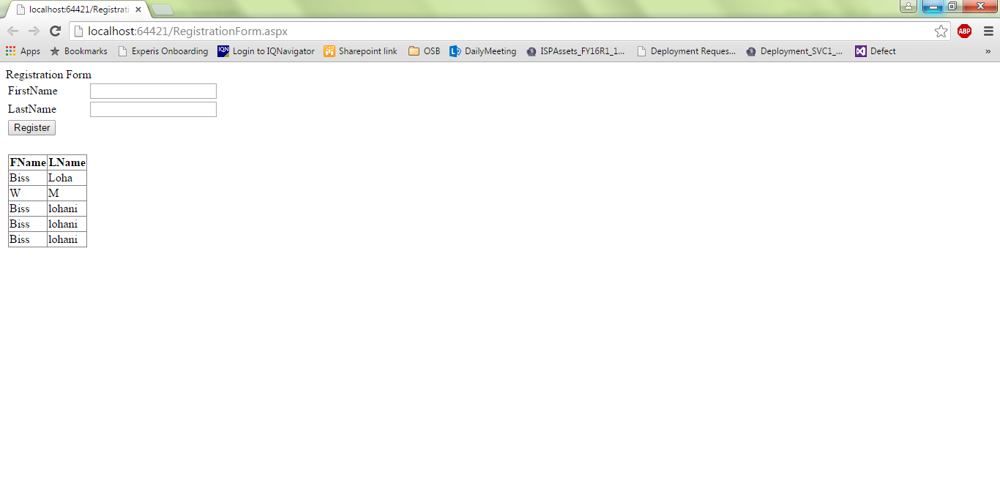 localhost:64421/Registrati
localhost:64421/RegistrationForm.aspx
ABP
Apps Bookmarks Experis Onboarding IQN Login to IQNavigator Sharepoint link OSB DailyMeeting ISPAssets_FY16R1_1... Deployment Reques... Deployment_SVC1_... Defect »
Registration Form
FirstName
LastName
Register
FName LName
Biss Loha
W M
Biss lohani
Biss lohani
Biss lohani